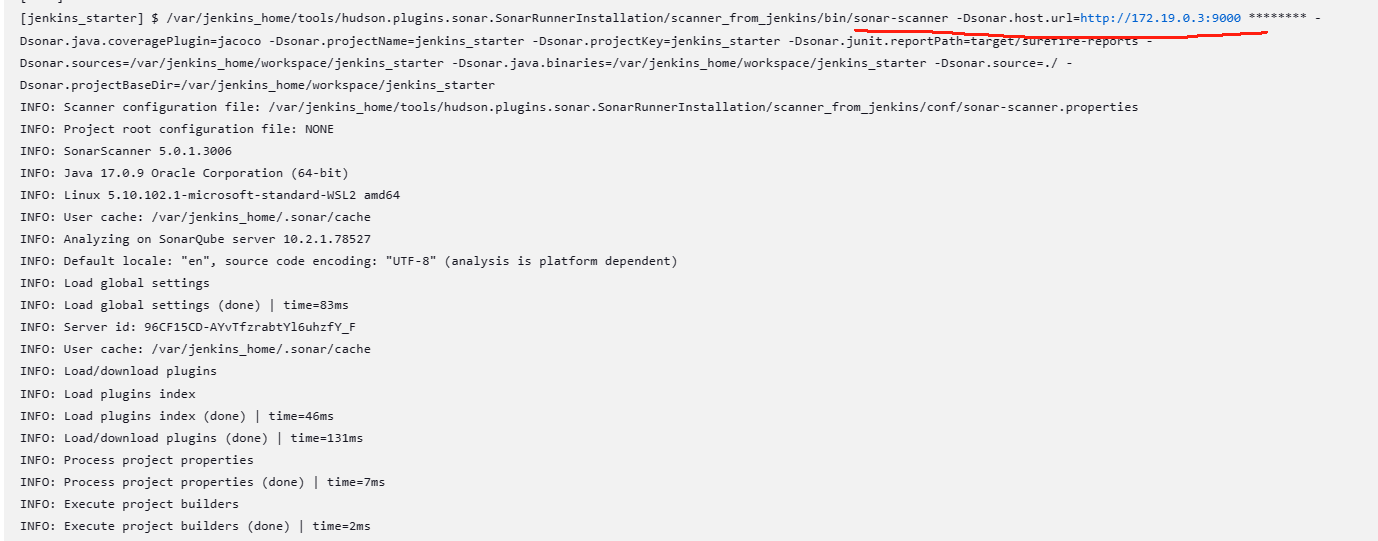 [jenkins_starter] $ /var/jenkins_home/tools/hudson.plugins.sonar.SonarRunnerInstallation/scanner_from_jenkins/bin/sonar-scanner -Dsonar.host.url=http://172.19.0.3:9000 ******** -
Dsonar.java.coveragePlugin=jacoco -Dsonar.projectName=jenkins_starter -Dsonar.projectKey=jenkins_starter -Dsonar.junit.reportPath=target/surefire-reports -
Dsonar.sources=/var/jenkins_home/workspace/jenkins_starter -Dsonar.java.binaries=/var/jenkins_home/workspace/jenkins_starter -Dsonar.source=./ -
Dsonar.projectBaseDir=/var/jenkins_home/workspace/jenkins_starter
INFO: Scanner configuration file: /var/jenkins_home/tools/hudson.plugins.sonar.SonarRunnerInstallation/scanner_from_jenkins/conf/sonar-scanner.properties
INFO: Project root configuration file: NONE
INFO: SonarScanner 5.0.1.3006
INFO: Java 17.0.9 Oracle Corporation (64-bit)
INFO: Linux 5.10.102.1-microsoft-standard-WSL2 amd64
INFO: User cache: /var/jenkins_home/.sonar/cache
INFO: Analyzing on SonarQube server 10.2.1.78527
INFO: Default locale: "en", source code encoding: "UTF-8" (analysis is platform dependent)
INFO: Load global settings
INFO: Load global settings (done) | time=83ms
INFO: Server id: 96CF15CD-AYvTfzrabtYl6uhzfY_F
INFO: User cache: /var/jenkins_home/.sonar/cache
INFO: Load/download plugins
INFO: Load plugins index
INFO: Load plugins index (done) | time=46ms
INFO: Load/download plugins (done) | time=131ms
INFO: Process project properties
INFO: Process project properties (done) | time=7ms
INFO: Execute project builders
INFO: Execute project builders (done) | time=2ms